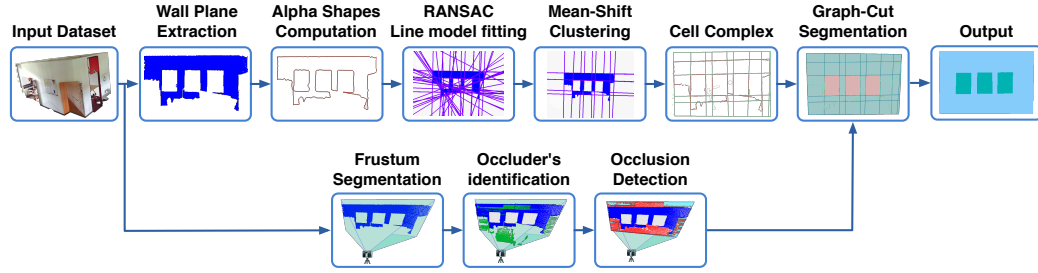 Input Dataset
Wall Plane
Extraction
Alpha Shapes
Computation
RANSAC
Line model fitting
Mean-Shift
Clustering
Cell Complex
Graph-Cut
Segmentation
Output
Frustum
Segmentation
Occluder's
identification
Occlusion
Detection